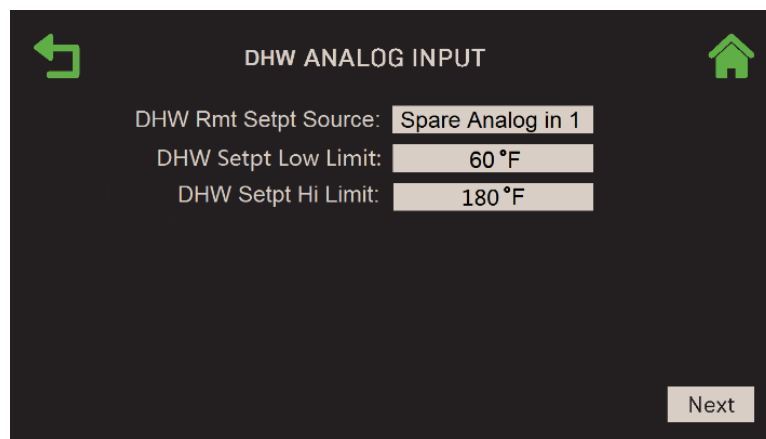 DHW ANALOG INPUT
DHW Rmt Setpt Source: Spare Analog in 1
DHW Setpt Low Limit: 60°F
DHW Setpt Hi Limit: 180°F
Next